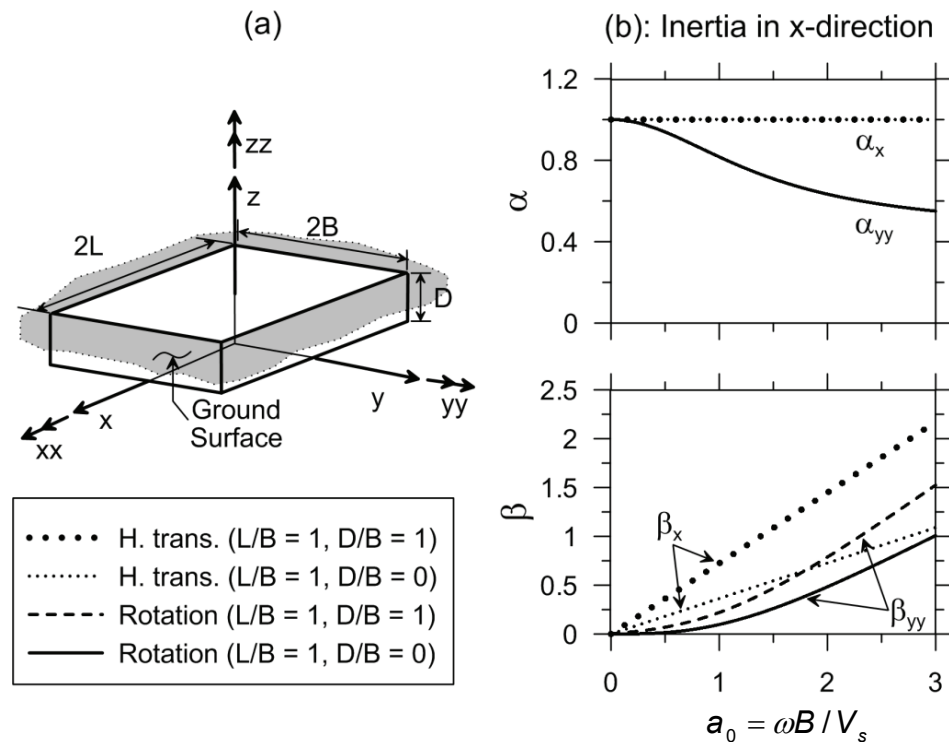 (a)
zz
z
2L
2B
D
Ground
Surface
x
xx
y
yy
H. trans. (L/B = 1, D/B = 1)
H. trans. (L/B = 1, D/B = 0)
Rotation (L/B = 1, D/B = 1)
Rotation (L/B = 1, D/B = 0)
(b): Inertia in x-direction
1.2
0.8
0.4
0
α
αx
αyy
2.5
2
1.5
1
0.5
0
β
βx
βyy
0 1 2 3
a0 = ωB / Vs